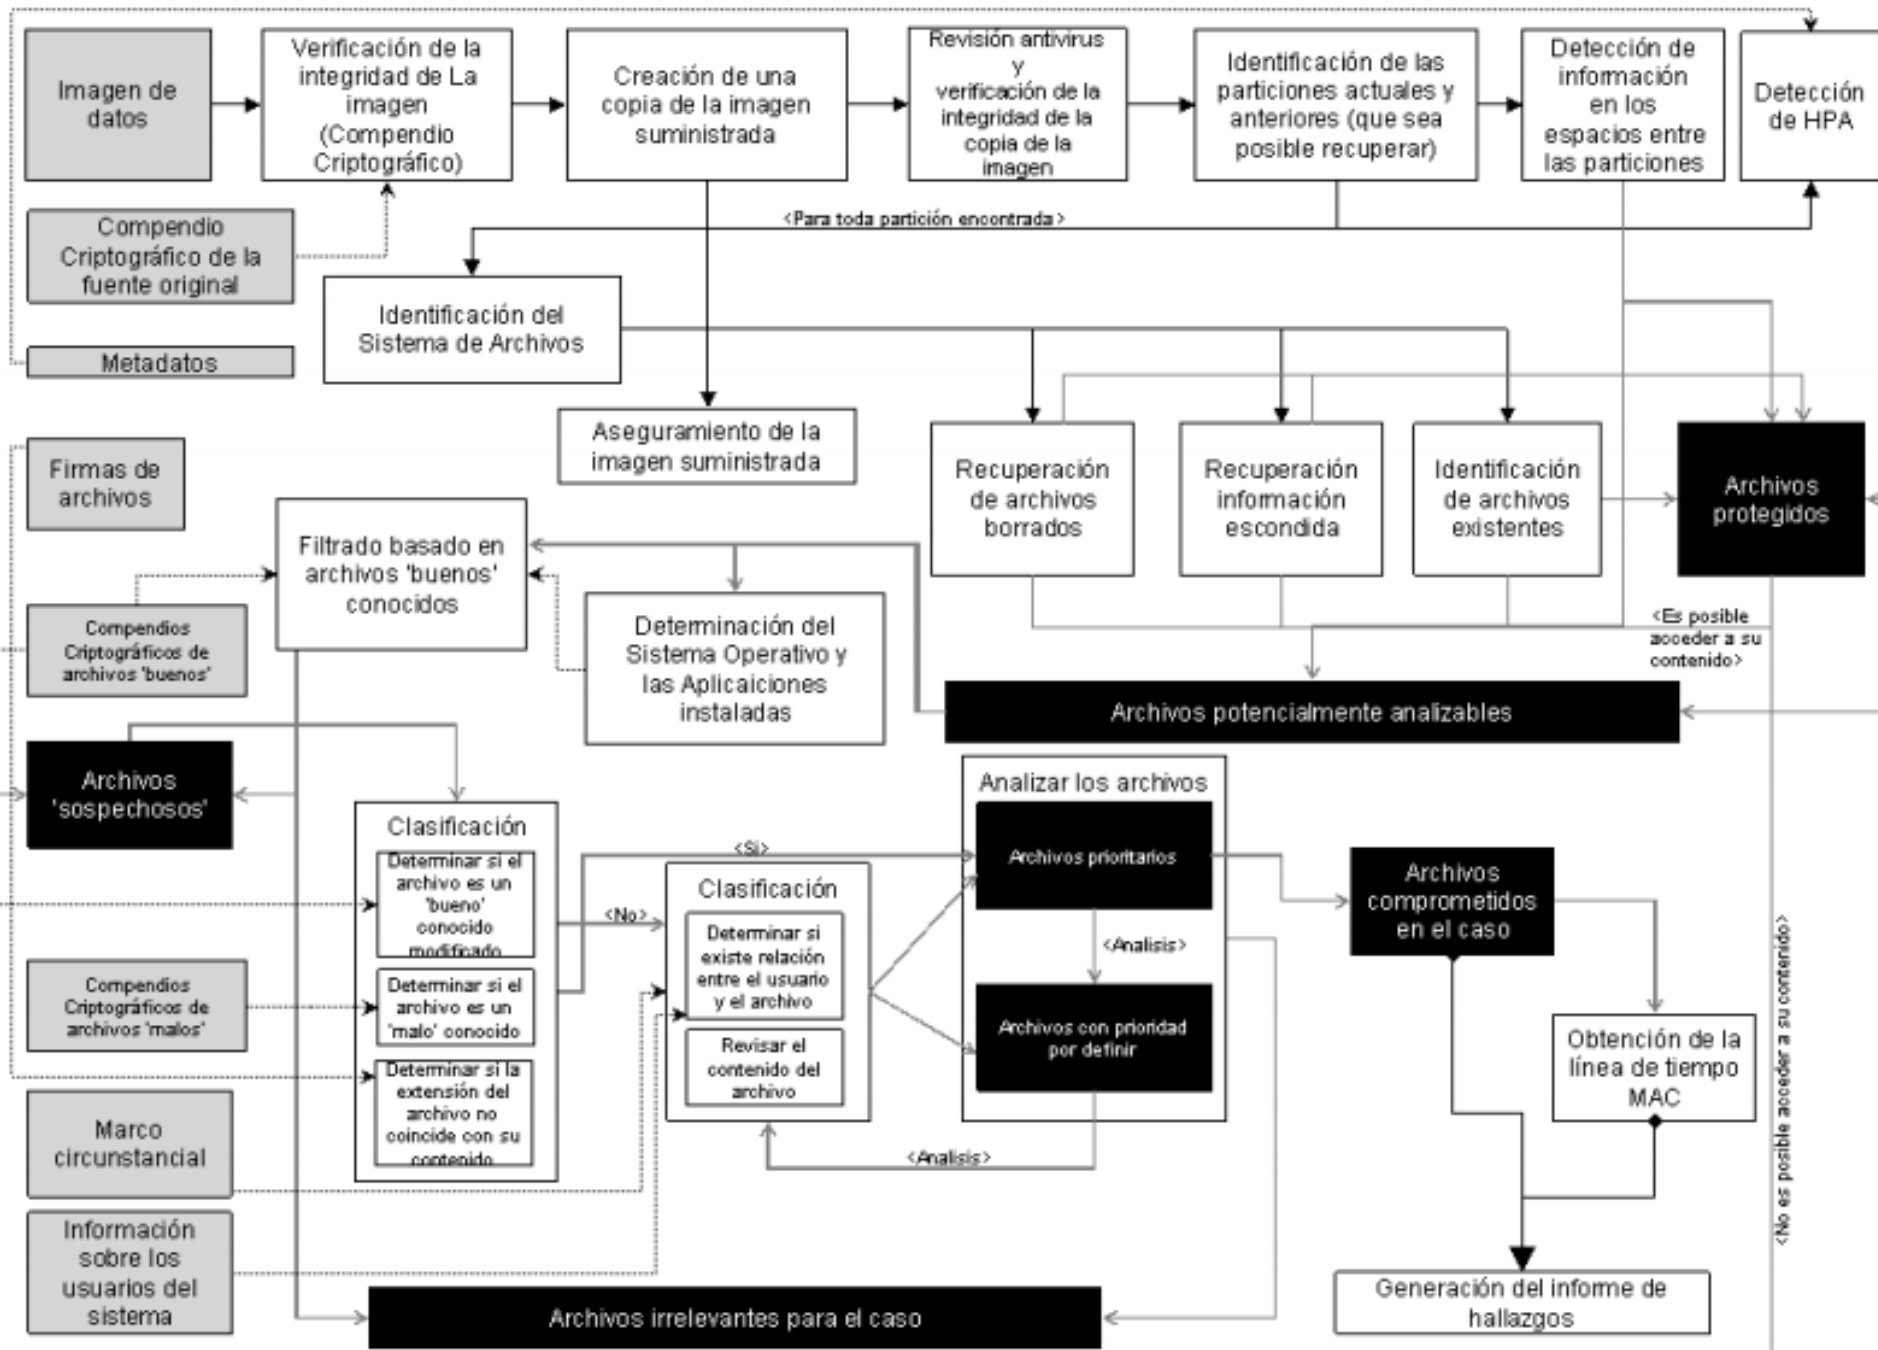 Imagen de
datos
Verificación de la
integridad de La
imagen
(Compendio
Criptográfico)
Creación de una
copia de la imagen
suministrada
Revisión antivirus
y
verificación de la
integridad de la
copia de la
imagen
Identificación de las
particiones actuales y
anteriores (que sea
posible recuperar)
Detección de
información
en los
espacios entre
las particiones
Detección
de HPA
Compendio
Criptográfico de la
fuente original
<Para toda partición encontrada>
Metadatos
Identificación del
Sistema de Archivos
Aseguramiento de la
imagen suministrada
Firmas de
archivos
Recuperación
de archivos
borrados
Recuperación
información
escondida
Identificación
de archivos
existentes
Archivos
protegidos
Filtrado basado en
archivos 'buenos'
conocidos
Compendios
Criptográficos de
archivos 'buenos'
Determinación del
Sistema Operativo y
las Aplicaiciones
instaladas
<Es posible
acceder a su
contenido>
Archivos potencialmente analizables
Archivos
'sospechosos'
Clasificación
Determinar si el
archivo es un
'bueno'
conocido
modificado
Determinar si el
archivo es un
'malo' conocido
Determinar si la
extensión del
archivo no
coincide con su
contenido
<Si>
<No>
Clasificación
Determinar si
existe relación
entre el usuario
y el archivo
Revisar el
contenido del
archivo
Analizar los archivos
Archivos prioritarios
<Analisis>
Archivos con prioridad
por definir
<Analisis>
Archivos
comprometidos
en el caso
Obtención de la
línea de tiempo
MAC
<No es posible acceder a su contenido>
Compendios
Criptográficos de
archivos 'malos'
Marco
circunstancial
Información
sobre los
usuarios del
sistema
Archivos irrelevantes para el caso
Generación del informe de
hallazgos